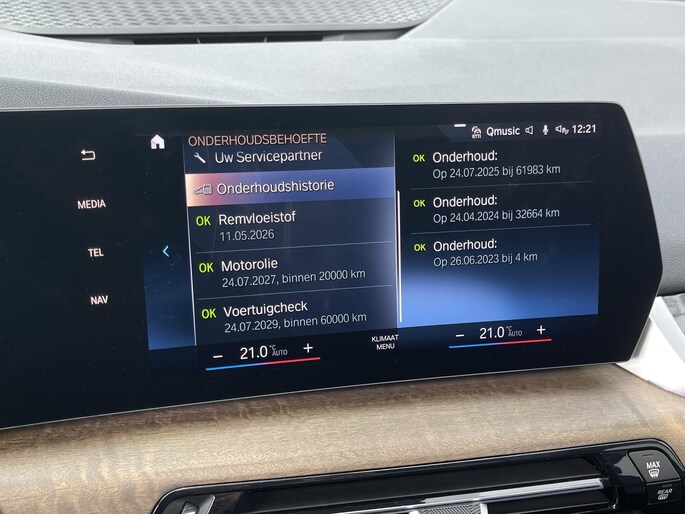 RTTI Qmusic 12:21
MEDIA
TEL
NAV
ONDERHOUDSBEHOEFTE
Uw Servicepartner
Onderhoudshistorie
OK Remvloeistof
11.05.2026
OK Motorolie
24.07.2027, binnen 20000 km
OK Voertuigcheck
24.07.2029, binnen 60000 km
OK Onderhoud:
Op 24.07.2025 bij 61983 km
OK Onderhoud:
Op 24.04.2024 bij 32664 km
OK Onderhoud:
Op 26.06.2023 bij 4 km
– 21.0 °C AUTO +
KLIMAAT
MENU
– 21.0 °C AUTO +
MAX
REAR